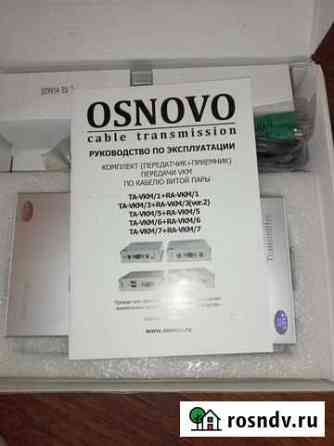 OSNOVO
cable transmission
РУКОВОДСТВО ПО ЭКСПЛУАТАЦИИ
КОМПЛЕКТ (ПЕРЕДАТЧИК+ПРИЕМНИК)
ПЕРЕДАЧИ VKM
ПО КАБЕЛЮ ВИТОЙ ПАРЫ
TA-VKM/1+RA-VKM/1
TA-VKM/3+RA-VKM/3(ver.2)
TA-VKM/5+RA-VKM/5
TA-VKM/6+RA-VKM/6
TA-VKM/7+RA-VKM/7
www.osnovo.ru
Transmitter
rosndv.ru